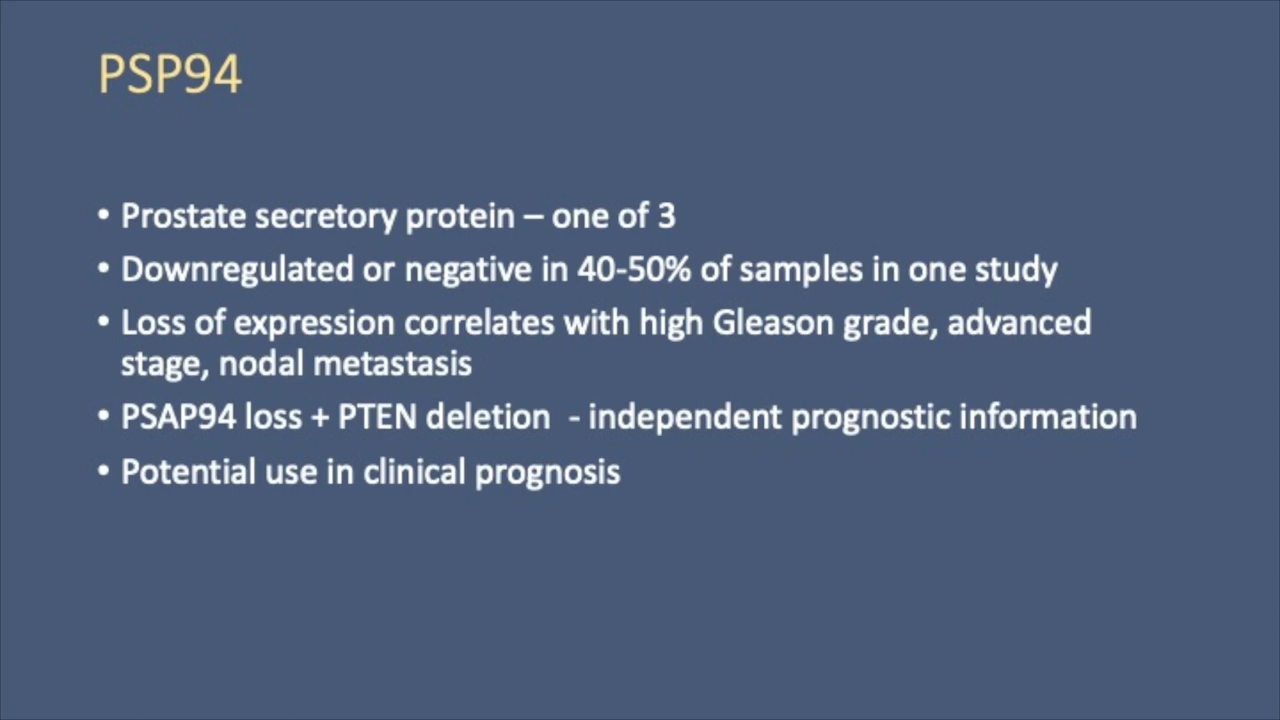 PSP94
• Prostate secretory protein – one of 3
• Downregulated or negative in 40-50% of samples in one study
• Loss of expression correlates with high Gleason grade, advanced
stage, nodal metastasis
• PSAP94 loss + PTEN deletion  - independent prognostic information
• Potential use in clinical prognosis